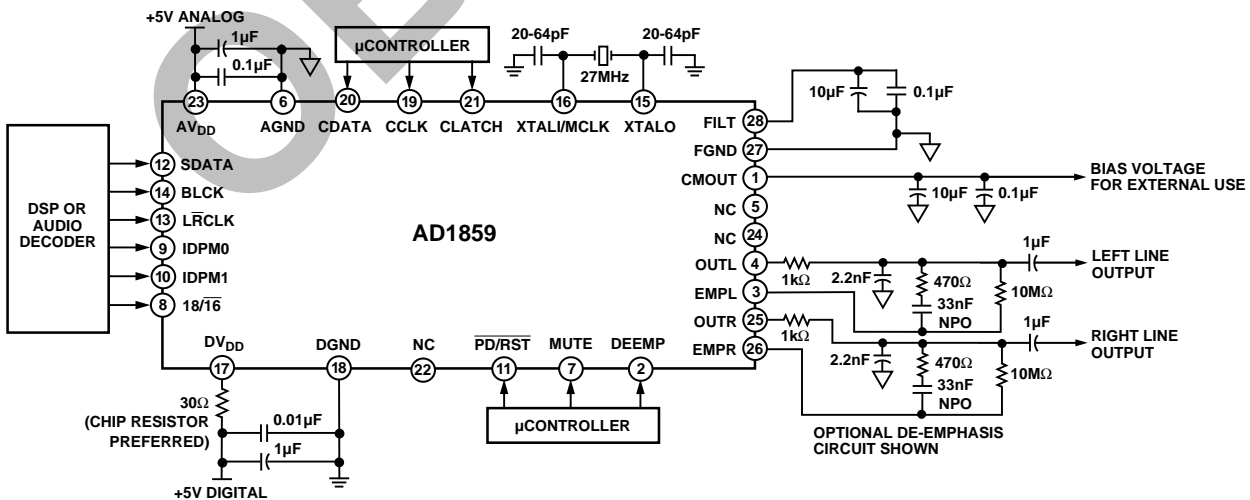 +5V ANALOG
1µF
0.1µF
µCONTROLLER
20-64pF
27MHz
20-64pF
10µF
0.1µF
23
6
20
19
21
16
15
AVDD
AGND
CDATA
CCLK
CLATCH
XTALI/MCLK
XTALO
DSP OR
AUDIO
DECODER
12 SDATA
14 BLCK
13 LRCLK
9 IDPM0
10 IDPM1
8 18/16
AD1859
FILT 28
FGND 27
CMOUT 1
NC 5
NC 24
OUTL 4
EMPL 3
OUTR 25
EMPR 26
10µF
0.1µF
BIAS VOLTAGE
FOR EXTERNAL USE
1kΩ
2.2nF
470Ω
33nF
NPO
10MΩ
1µF
LEFT LINE
OUTPUT
1kΩ
2.2nF
470Ω
33nF
NPO
10MΩ
1µF
RIGHT LINE
OUTPUT
OPTIONAL DE-EMPHASIS
CIRCUIT SHOWN
DVDD
DGND
NC
PD/RST
MUTE
DEEMP
17
18
22
11
7
2
30Ω
(CHIP RESISTOR
PREFERRED)
0.01µF
1µF
+5V DIGITAL
µCONTROLLER